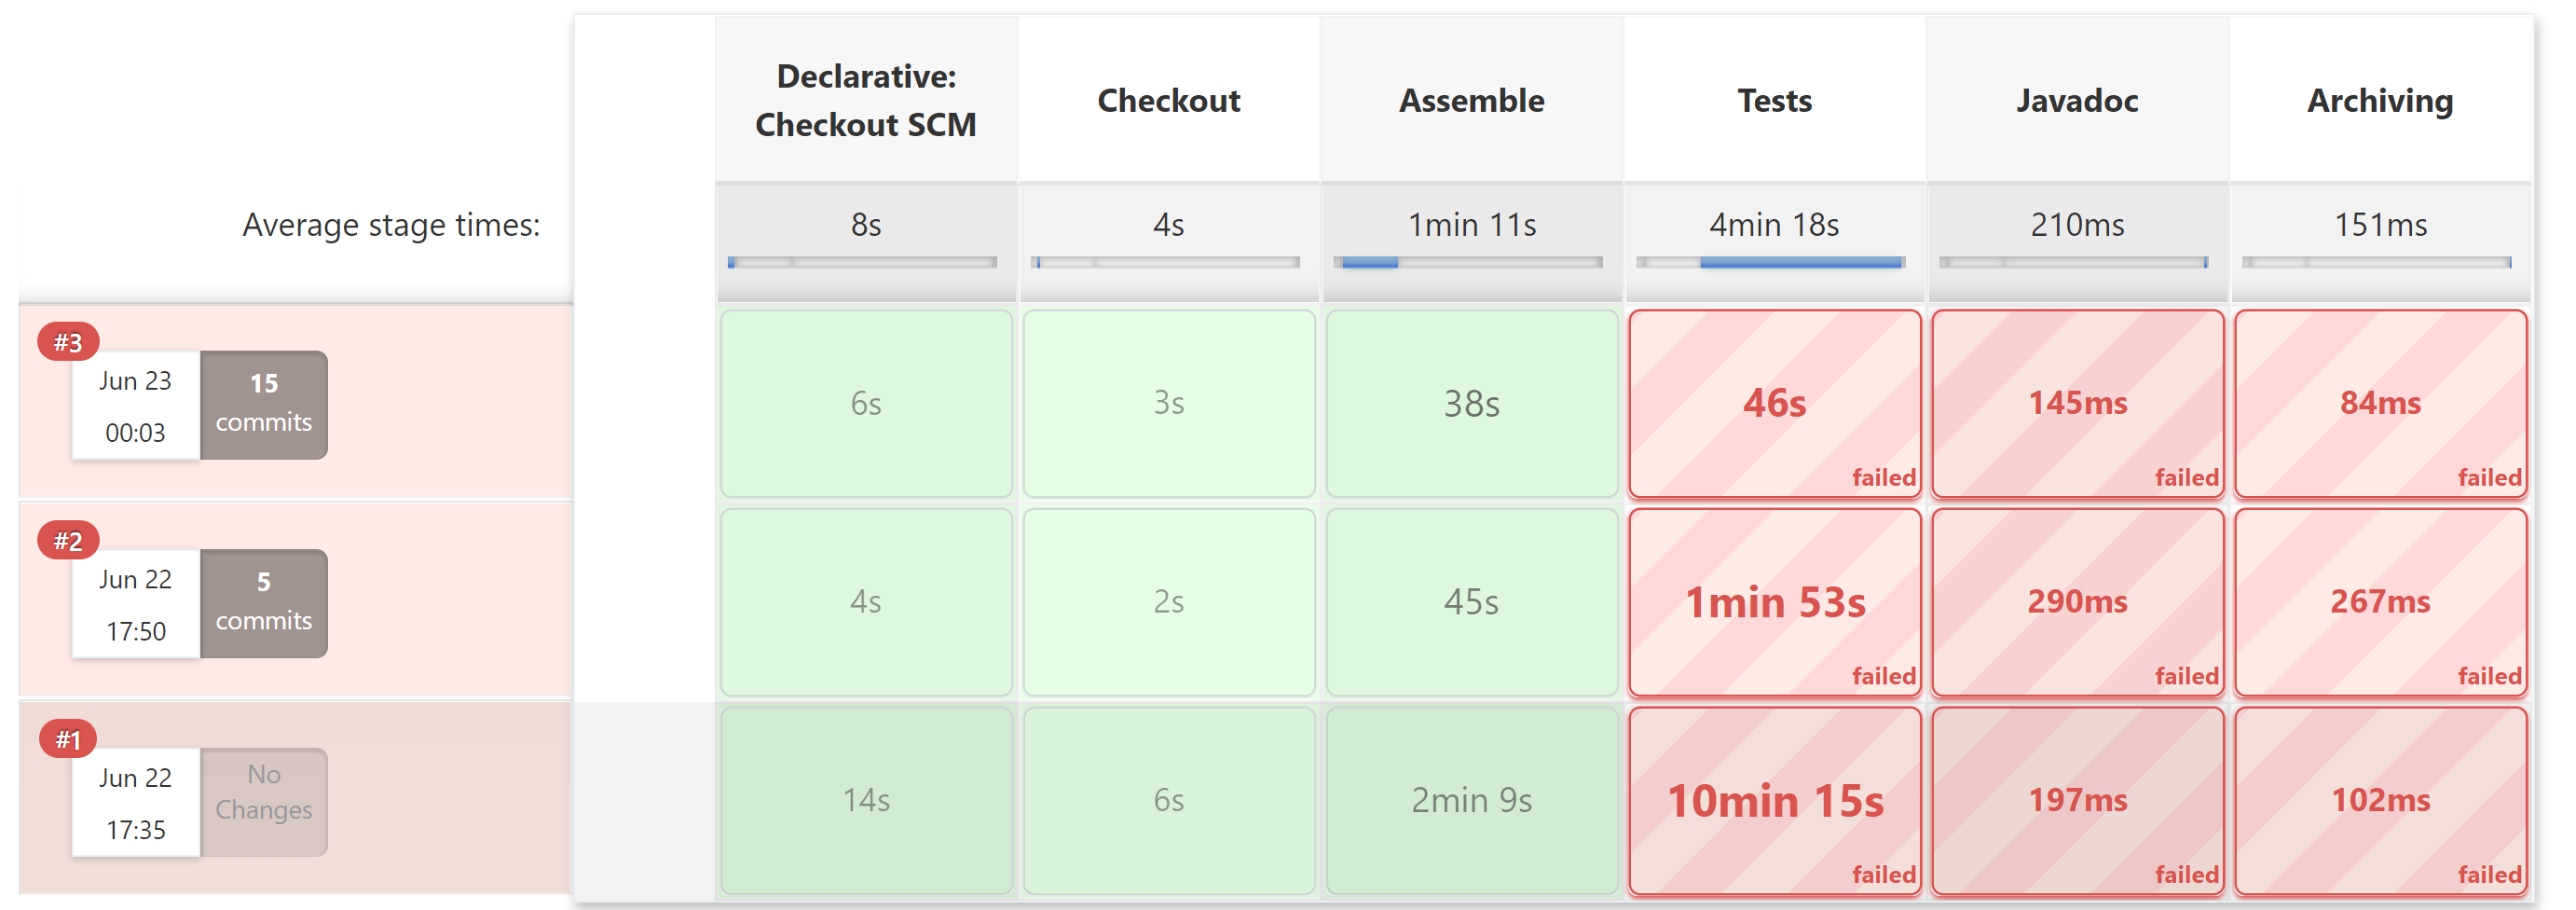 Declarative:
Checkout SCM
Checkout
Assemble
Tests
Javadoc
Archiving
Average stage times:
8s
4s
1min 11s
4min 18s
210ms
151ms
#3
Jun 23
00:03
15
commits
6s
3s
38s
46s
failed
145ms
failed
84ms
failed
#2
Jun 22
17:50
5
commits
4s
2s
45s
1min 53s
failed
290ms
failed
267ms
failed
#1
Jun 22
17:35
No
Changes
14s
6s
2min 9s
10min 15s
failed
197ms
failed
102ms
failed